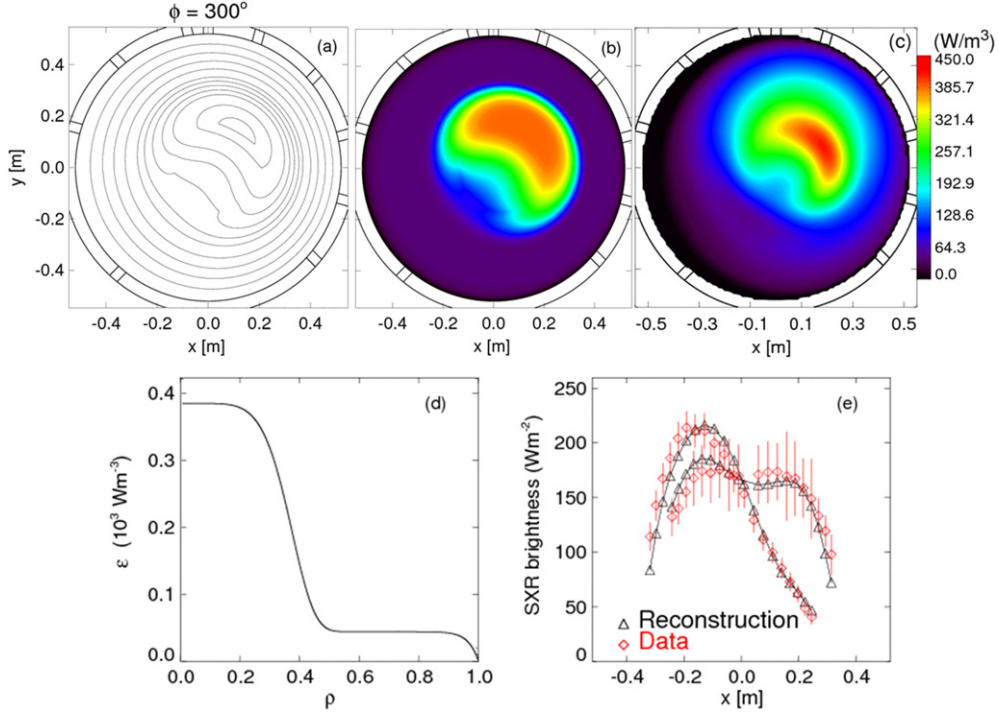 ϕ = 300°
(a)
(b)
(c)
(W/m³)
0.4
0.2
0.0
-0.2
-0.4
y [m]
450.0
385.7
321.4
257.1
192.9
128.6
64.3
0.0
-0.4 -0.2 0.0 0.2 0.4
x [m]
-0.4 -0.2 0.0 0.2 0.4
x [m]
-0.5 -0.3 -0.1 0.1 0.3 0.5
x [m]
(d)
0.4
0.3
0.2
0.1
0.0
ε (10³ Wm⁻³)
0.0 0.2 0.4 0.6 0.8 1.0
ρ
(e)
250
200
150
100
50
0
SXR brightness (Wm⁻²)
Reconstruction
Data
-0.4 -0.2 0.0 0.2 0.4
x [m]